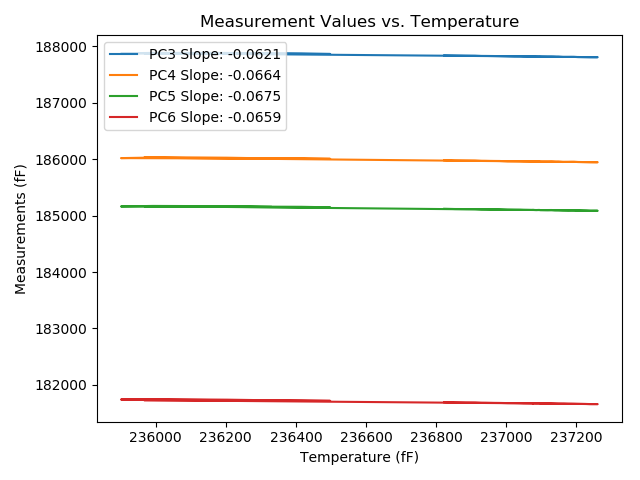 Measurement Values vs. Temperature
188000
187000
186000
185000
184000
183000
182000
Measurements (fF)
PC3 Slope: -0.0621
PC4 Slope: -0.0664
PC5 Slope: -0.0675
PC6 Slope: -0.0659
236000 236200 236400 236600 236800 237000 237200
Temperature (fF)